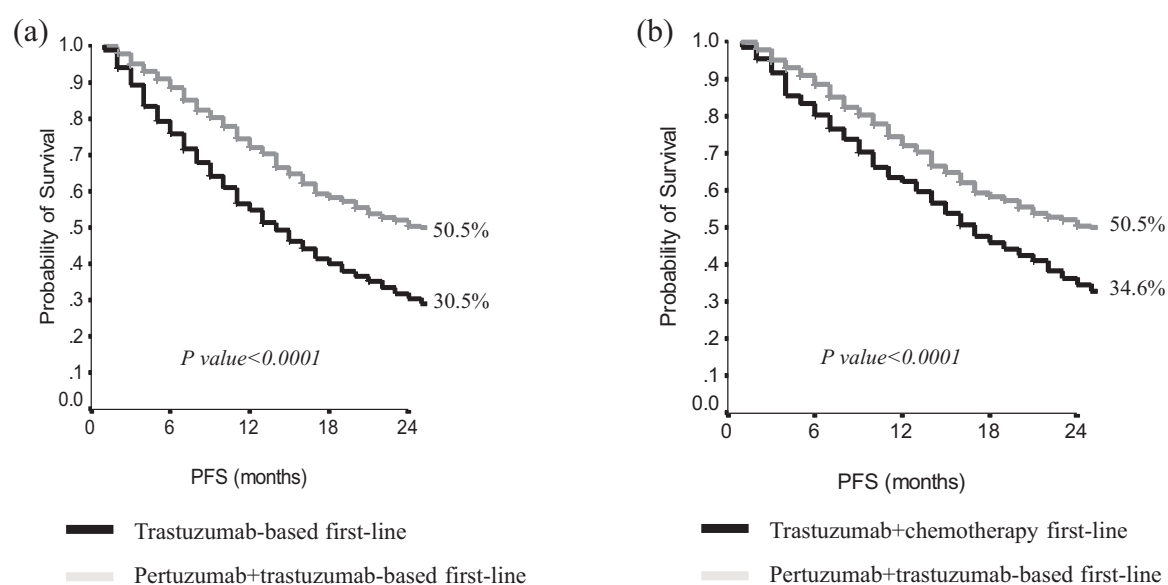 (a)
1.0
.9
.8
.7
.6
.5
.4
.3
.2
.1
0.0
Probability of Survival
50.5%
30.5%
P value<0.0001
0 6 12 18 24
PFS (months)
Trastuzumab-based first-line
Pertuzumab+trastuzumab-based first-line
(b)
1.0
.9
.8
.7
.6
.5
.4
.3
.2
.1
0.0
Probability of Survival
50.5%
34.6%
P value<0.0001
0 6 12 18 24
PFS (months)
Trastuzumab+chemotherapy first-line
Pertuzumab+trastuzumab-based first-line